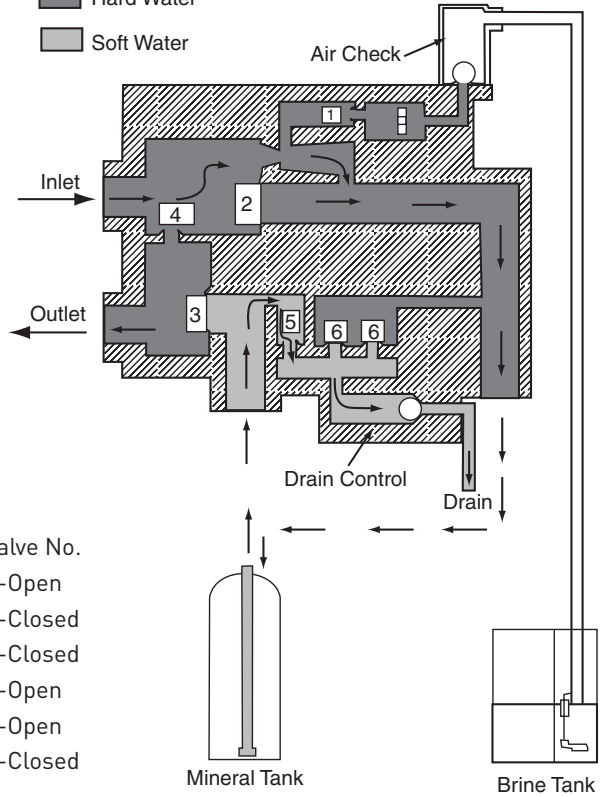 Hard Water
Soft Water
Air Check
1
Inlet
2
4
3
5
6 6
Outlet
Drain Control
Drain
alve No.
-Open
-Closed
-Closed
-Open
-Open
-Closed
Mineral Tank
Brine Tank